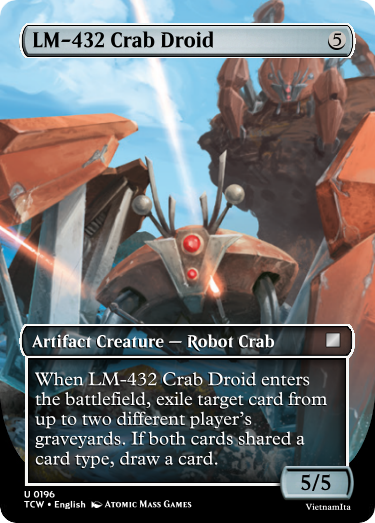 LM-432 Crab Droid 5
Artifact Creature — Robot Crab
When LM-432 Crab Droid enters
the battlefield, exile target card from
up to two different player's
graveyards. If both cards shared a
card type, draw a card.
5/5
U 0196
TCW • English Atomic Mass Games
VietnamIta